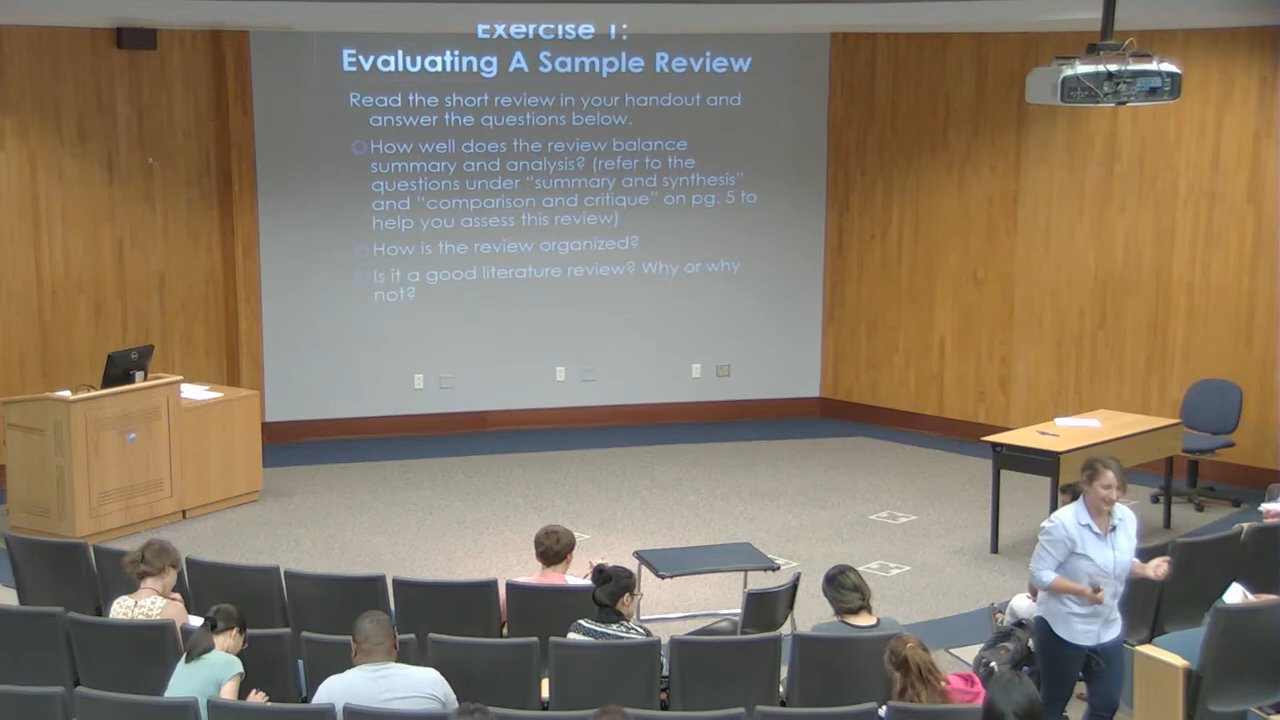 Exercise 1:
Evaluating A Sample Review
Read the short review in your handout and
answer the questions below.
How well does the review balance
summary and analysis? (refer to the
questions under "summary and synthesis"
and "comparison and critique" on pg. 5 to
help you assess this review)
How is the review organized?
Is it a good literature review? Why or why
not?